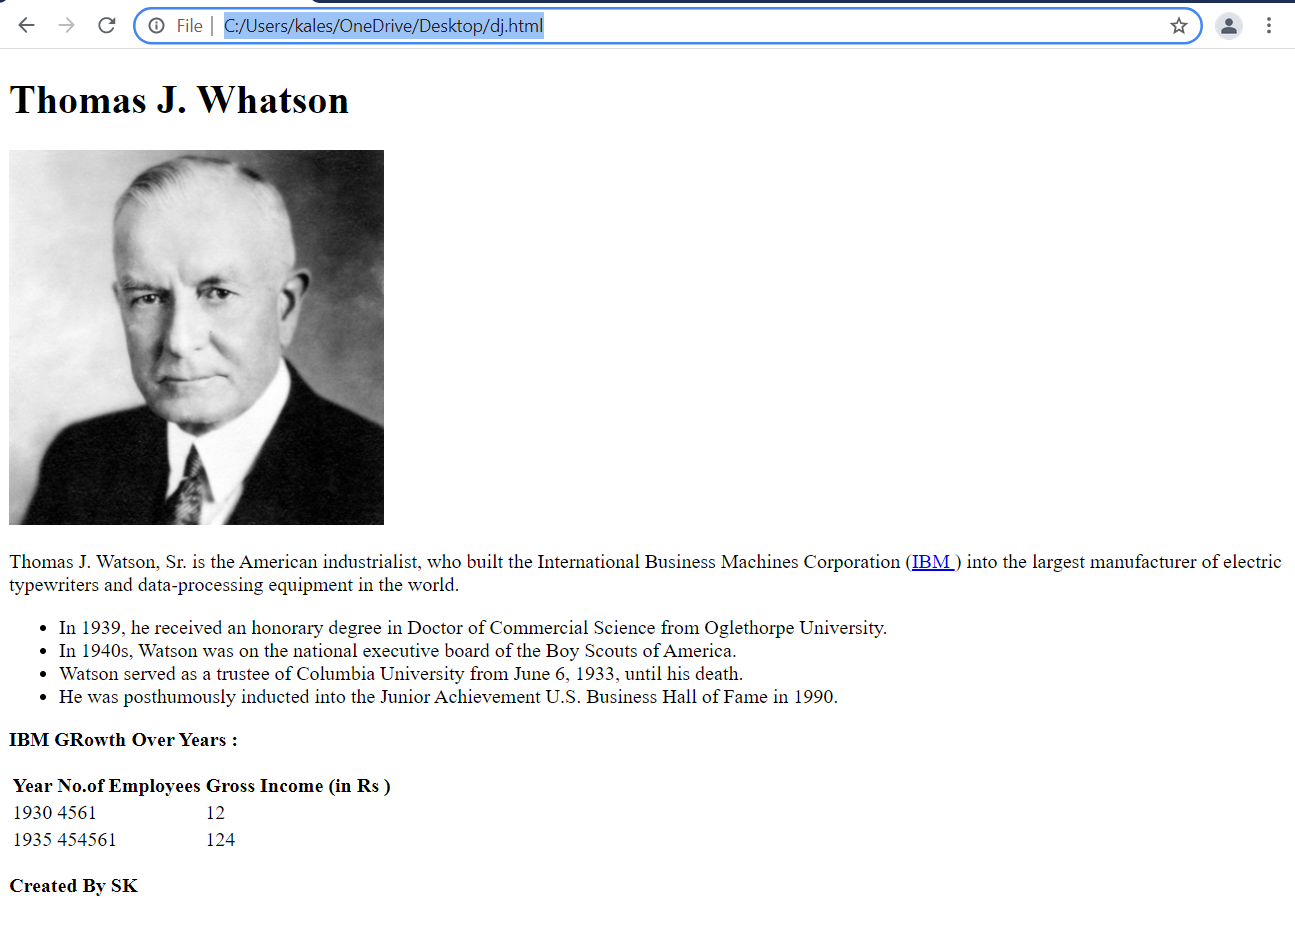 File | C:/Users/kales/OneDrive/Desktop/dj.html
Thomas J. Whatson
Thomas J. Watson, Sr. is the American industrialist, who built the International Business Machines Corporation (IBM ) into the largest manufacturer of electric
typewriters and data-processing equipment in the world.
• In 1939, he received an honorary degree in Doctor of Commercial Science from Oglethorpe University.
• In 1940s, Watson was on the national executive board of the Boy Scouts of America.
• Watson served as a trustee of Columbia University from June 6, 1933, until his death.
• He was posthumously inducted into the Junior Achievement U.S. Business Hall of Fame in 1990.
IBM GRowth Over Years :
Year No.of Employees Gross Income (in Rs )
1930 4561 12
1935 454561 124
Created By SK